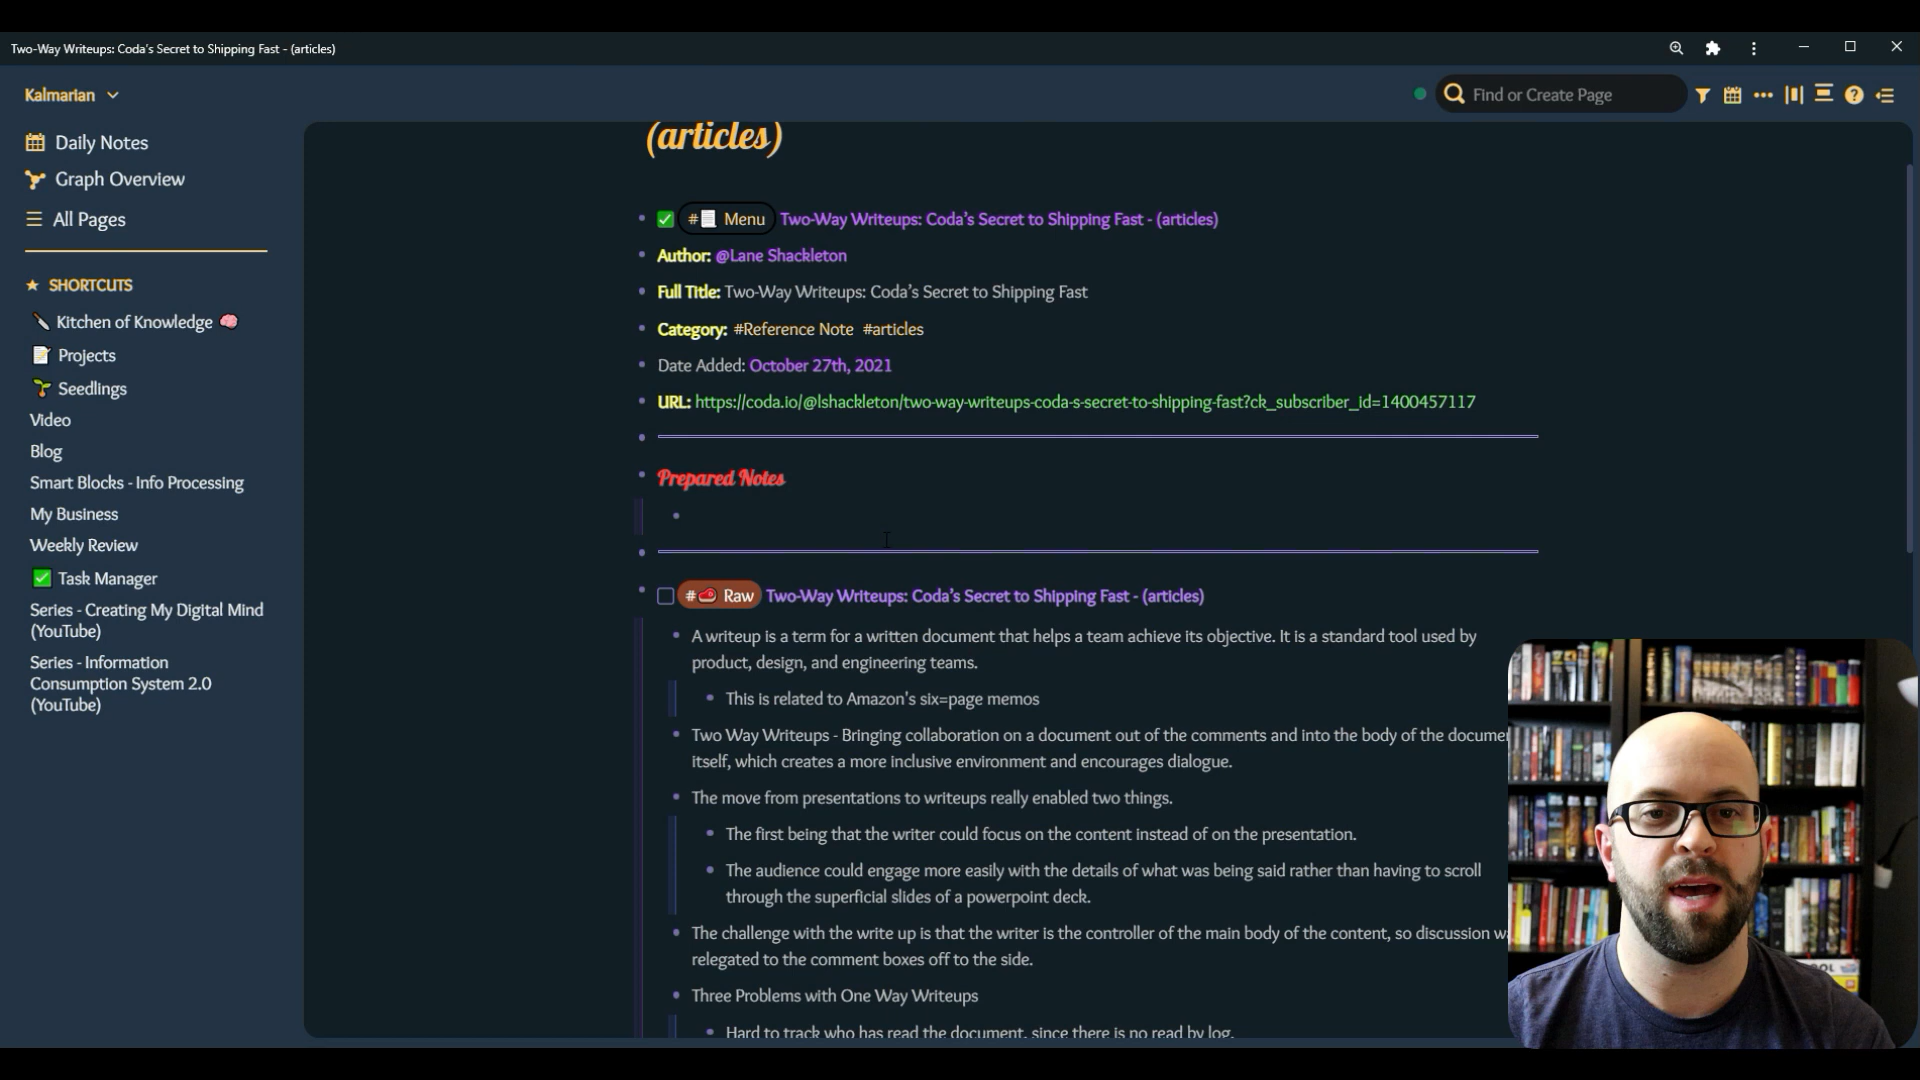 Two-Way Writeups: Coda's Secret to Shipping Fast - (articles)
Kalmarian
Find or Create Page
Daily Notes
Graph Overview
All Pages
SHORTCUTS
Kitchen of Knowledge
Projects
Seedlings
Video
Blog
Smart Blocks - Info Processing
My Business
Weekly Review
Task Manager
Series - Creating My Digital Mind
(YouTube)
Series - Information
Consumption System 2.0
(YouTube)
(articles)
# Menu Two-Way Writeups: Coda's Secret to Shipping Fast - (articles)
Author: @Lane Shackleton
Full Title: Two-Way Writeups: Coda's Secret to Shipping Fast
Category: #Reference Note #articles
Date Added: October 27th, 2021
URL: https://coda.io/@lshackleton/two-way-writeups-coda-s-secret-to-shipping-fast?ck_subscriber_id=1400457117
Prepared Notes
# Raw Two-Way Writeups: Coda's Secret to Shipping Fast - (articles)
A writeup is a term for a written document that helps a team achieve its objective. It is a standard tool used by
product, design, and engineering teams.
This is related to Amazon's six=page memos
Two Way Writeups - Bringing collaboration on a document out of the comments and into the body of the
itself, which creates a more inclusive environment and encourages dialogue.
The move from presentations to writeups really enabled two things.
The first being that the writer could focus on the content instead of on the presentation.
The audience could engage more easily with the details of what was being said rather than having to scroll
through the superficial slides of a powerpoint deck.
The challenge with the write up is that the writer is the controller of the main body of the content, so discussion
relegated to the comment boxes off to the side.
Three Problems with One Way Writeups
Hard to track who has read the document, since there is no read by log.